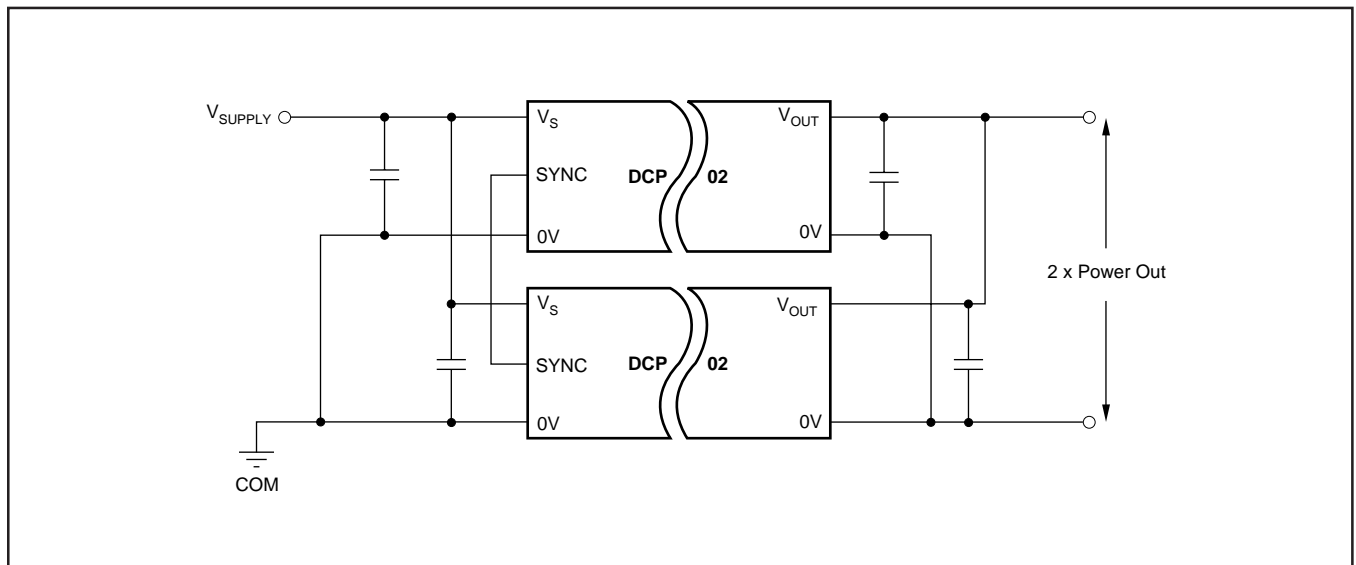 V_SUPPLY
V_S
V_OUT
SYNC
DCP 02
0V
0V
2 x Power Out
V_S
V_OUT
SYNC
DCP 02
0V
0V
COM